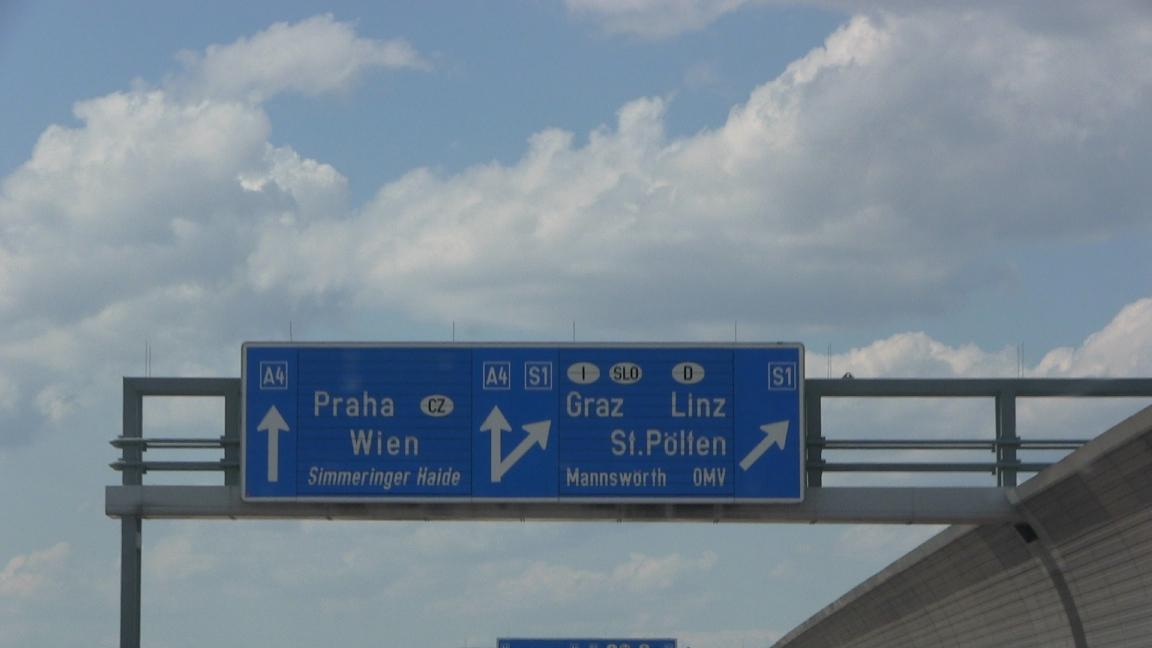 A4
Praha CZ
Wien
Simmeringer Haide
A4 S1
I SLO D
Graz Linz
St.Pölten
Mannswörth OMV
S1